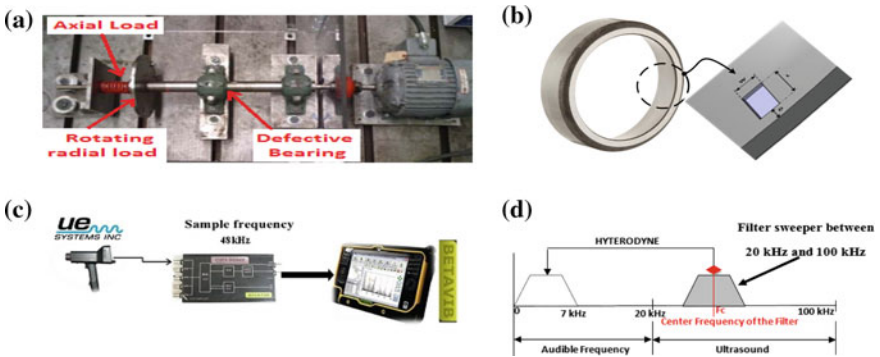 (a)
Axial Load
Rotating
radial load
Defective
Bearing
(b)
(c)
ue
SYSTEMS INC
Sample frequency
48kHz
BETAVIB
(d)
Filter sweeper between
20 kHz and 100 kHz
HYTERODYNE
0
7 kHz
20 kHz
Fc
100 kHz
Center Frequency of the Filter
Audible Frequency
Ultrasound